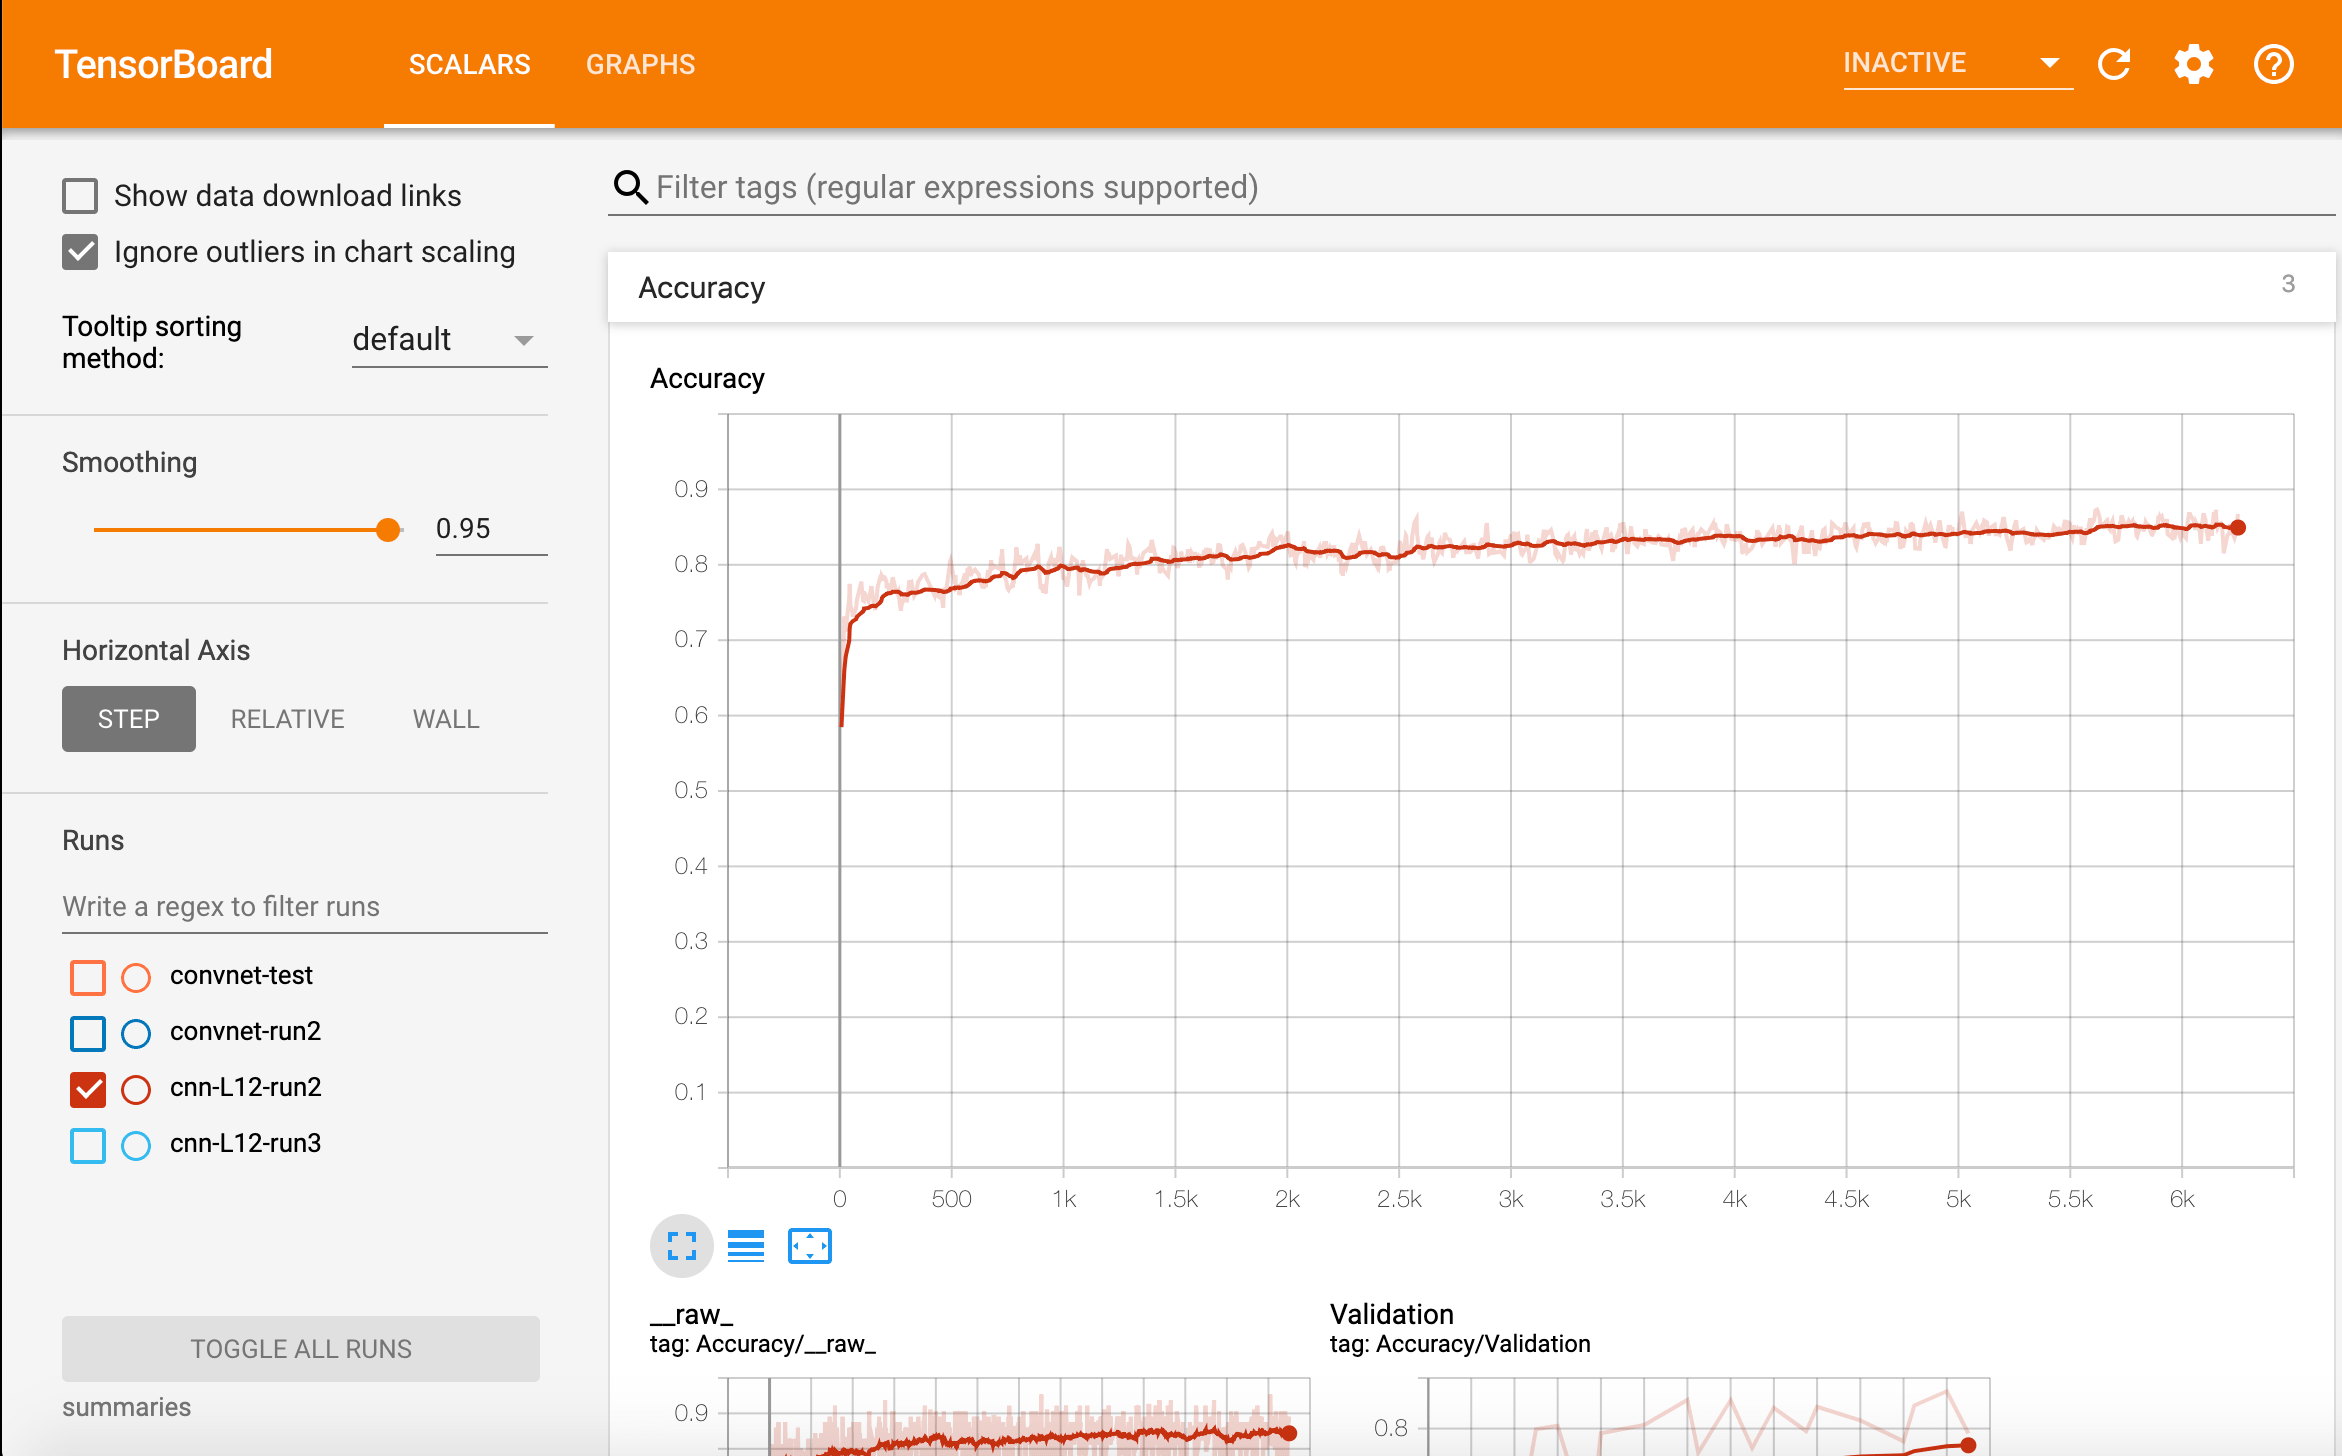 TensorBoard SCALARS GRAPHS INACTIVE
Show data download links
Ignore outliers in chart scaling
Tooltip sorting
method:
default
Smoothing
0.95
Horizontal Axis
STEP RELATIVE WALL
Runs
Write a regex to filter runs
convnet-test
convnet-run2
cnn-L12-run2
cnn-L12-run3
TOGGLE ALL RUNS
summaries
Filter tags (regular expressions supported)
Accuracy 3
Accuracy
0.9
0.8
0.7
0.6
0.5
0.4
0.3
0.2
0.1
0 500 1k 1.5k 2k 2.5k 3k 3.5k 4k 4.5k 5k 5.5k 6k
__raw_
tag: Accuracy/__raw_
0.9
Validation
tag: Accuracy/Validation
0.8